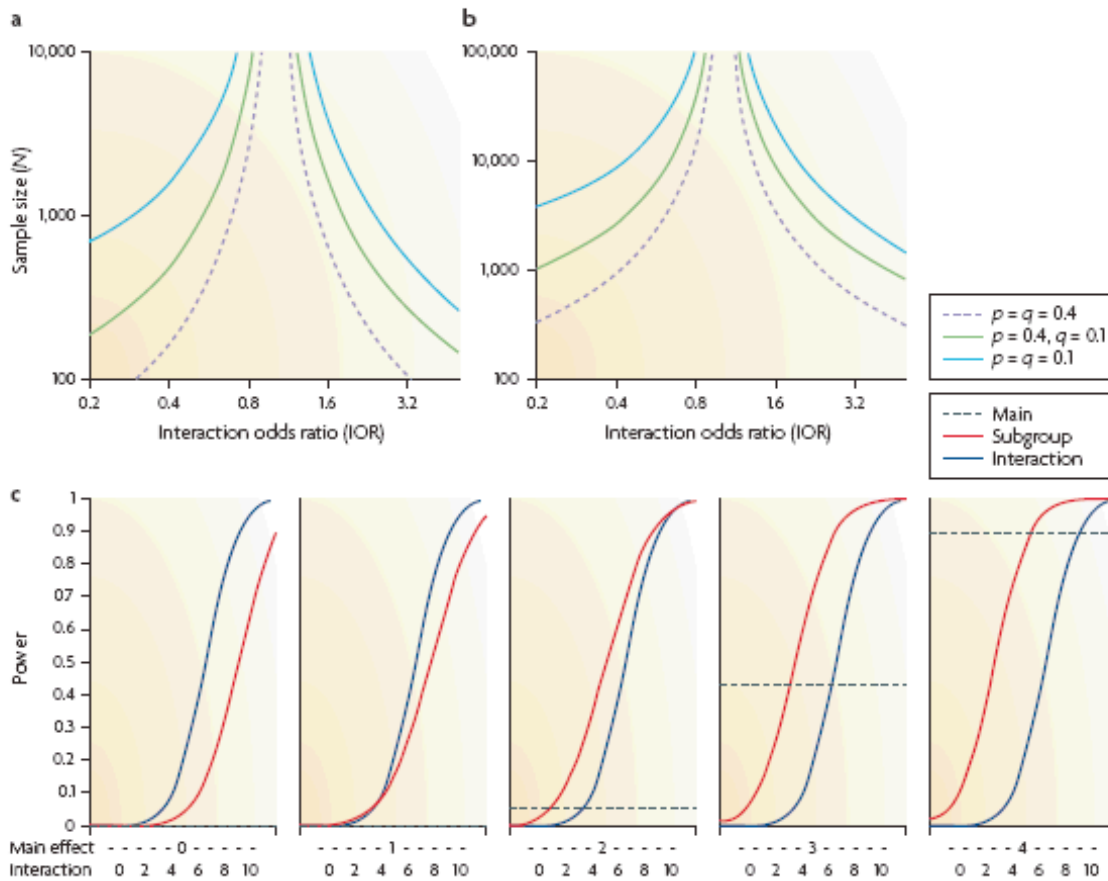 a
b
10,000
1,000
100
Sample size (N)
0.2 0.4 0.8 1.6 3.2
Interaction odds ratio (IOR)
100,000
10,000
1,000
100
0.2 0.4 0.8 1.6 3.2
Interaction odds ratio (IOR)
p = q = 0.4
p = 0.4, q = 0.1
p = q = 0.1
Main
Subgroup
Interaction
c
1
0.9
0.8
0.7
0.6
0.5
0.4
0.3
0.2
0.1
0
Power
Main effect 0 1 2 3 4
Interaction 0 2 4 6 8 10 0 2 4 6 8 10 0 2 4 6 8 10 0 2 4 6 8 10 0 2 4 6 8 10